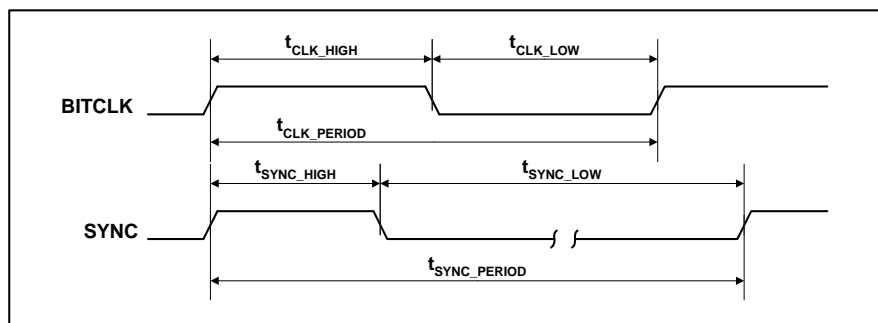 tCLK_HIGH tCLK_LOW
BITCLK
tCLK_PERIOD
tSYNC_HIGH tSYNC_LOW
SYNC
tSYNC_PERIOD